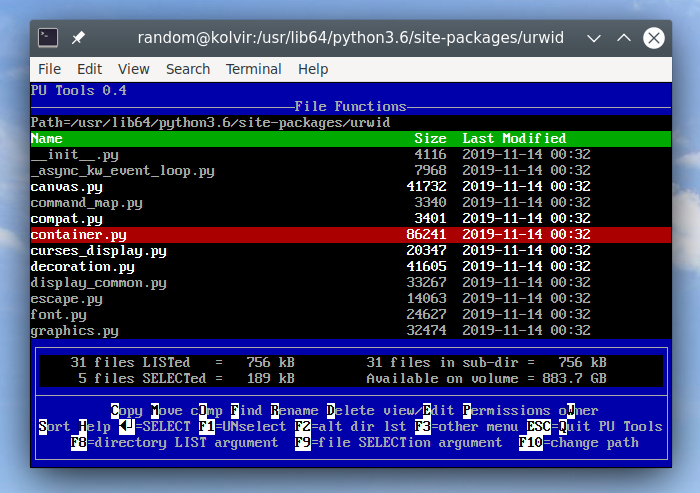 random@kolvir:/usr/lib64/python3.6/site-packages/urwid
File Edit View Search Terminal Help
PU Tools 0.4
File Functions
Path=/usr/lib64/python3.6/site-packages/urwid
Name Size Last Modified
__init__.py 4116 2019-11-14 00:32
_async_kw_event_loop.py 7968 2019-11-14 00:32
canvas.py 41732 2019-11-14 00:32
command_map.py 3340 2019-11-14 00:32
compat.py 3401 2019-11-14 00:32
container.py 86241 2019-11-14 00:32
curses_display.py 20347 2019-11-14 00:32
decoration.py 41605 2019-11-14 00:32
display_common.py 33267 2019-11-14 00:32
escape.py 14063 2019-11-14 00:32
font.py 24627 2019-11-14 00:32
graphics.py 32474 2019-11-14 00:32
31 files LISTed = 756 kB 31 files in sub-dir = 756 kB
5 files SELECTed = 189 kB Available on volume = 883.7 GB
Copy Move cOmp Find Rename Delete view/Edit Permissions oWner
Sort Help ◄┘=SELECT F1=UNselect F2=alt dir lst F3=other menu ESC=Quit PU Tools
F8=directory LIST argument F9=file SELECTion argument F10=change path